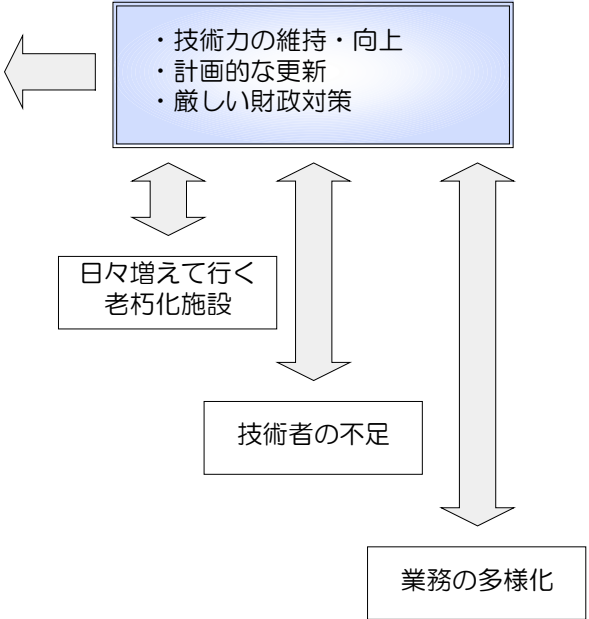 ・技術力の維持・向上
・計画的な更新
・厳しい財政対策
日々増えて行く
老朽化施設
技術者の不足
業務の多様化